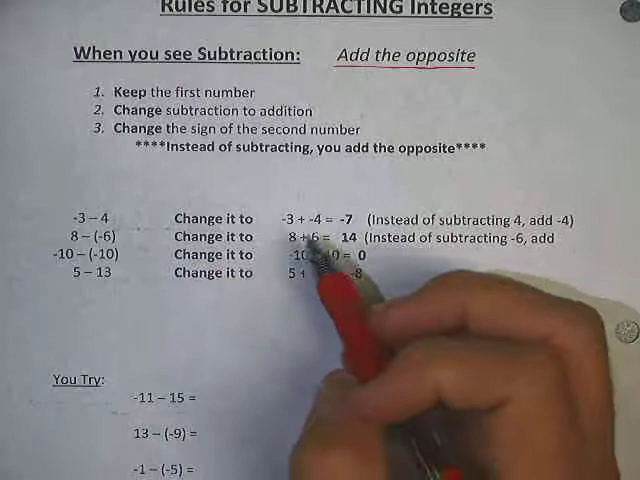 Rules for SUBTRACTING Integers
When you see Subtraction: Add the opposite
1. Keep the first number
2. Change subtraction to addition
3. Change the sign of the second number
****Instead of subtracting, you add the opposite****
-3 – 4 Change it to -3 + -4 = -7 (Instead of subtracting 4, add -4)
8 – (-6) Change it to 8 + 6 = 14 (Instead of subtracting -6, add
-10 – (-10) Change it to -10 10 = 0
5 – 13 Change it to 5 + -8
You Try:
-11 – 15 =
13 – (-9) =
-1 – (-5) =